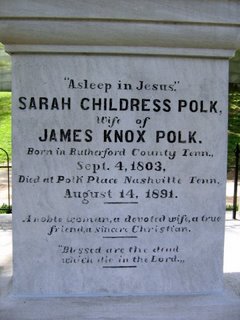 "Asleep in Jesus."
SARAH CHILDRESS POLK,
Wife of
JAMES KNOX POLK.
Born in Rutherford County Tenn.,
Sept. 4, 1803,
Died at Polk Place Nashville Tenn.
August 14, 1891.
A noble woman, a devoted wife, a true
friend, a sincere Christian.
"Blessed are the dead
which die in the Lord.,,